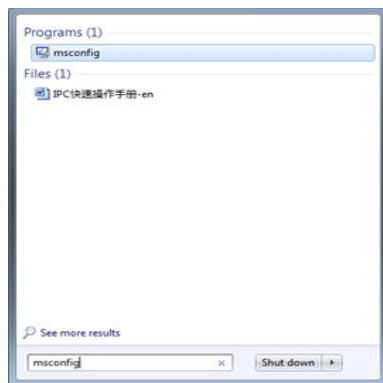 Programs (1)
msconfig
Files (1)
IPC快速操作手册-en
See more results
msconfig
Shut down